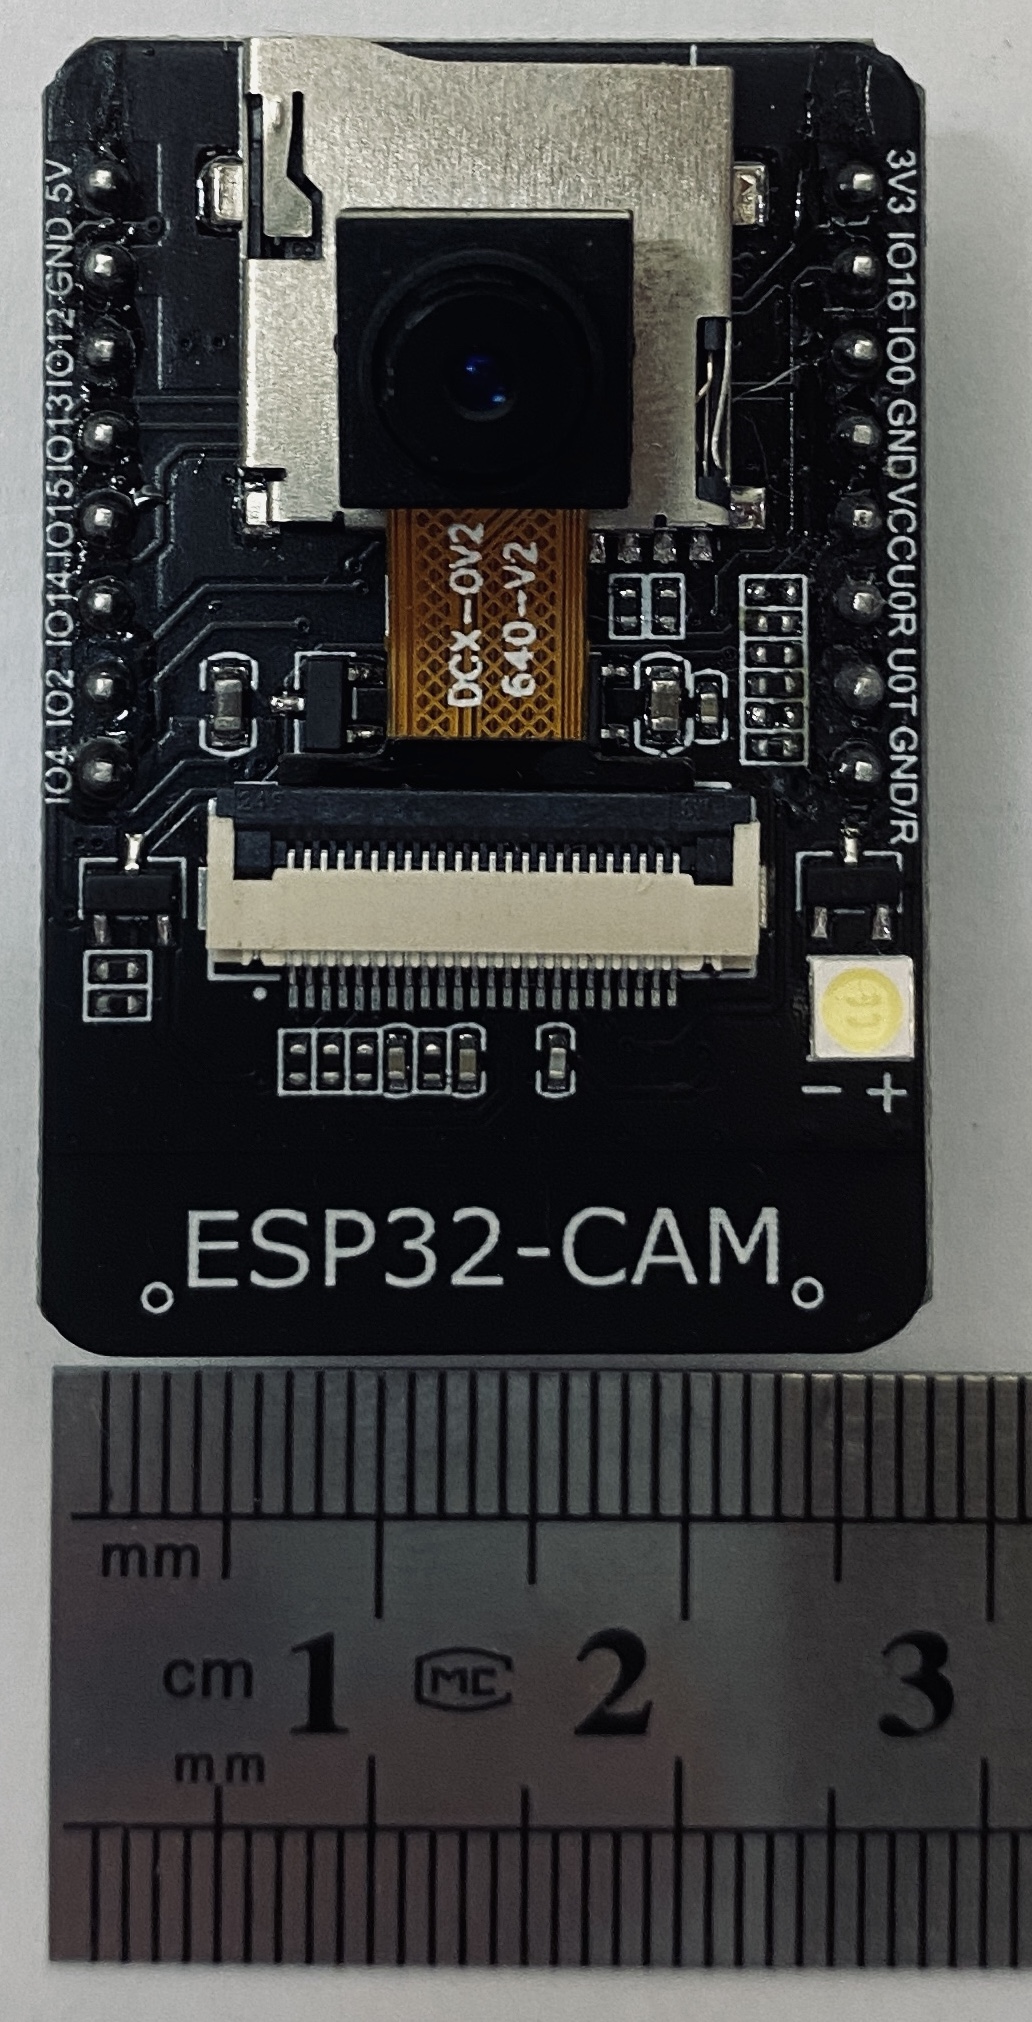 5V
GND
IO12
IO13
IO15
IO14
IO2
IO4
3V3
IO16
IO0
GND
VCC
U0R
U0T
GND/R
DCX-OV2
640-V2
− +
ESP32-CAM
mm
cm 1 MC 2 3
mm